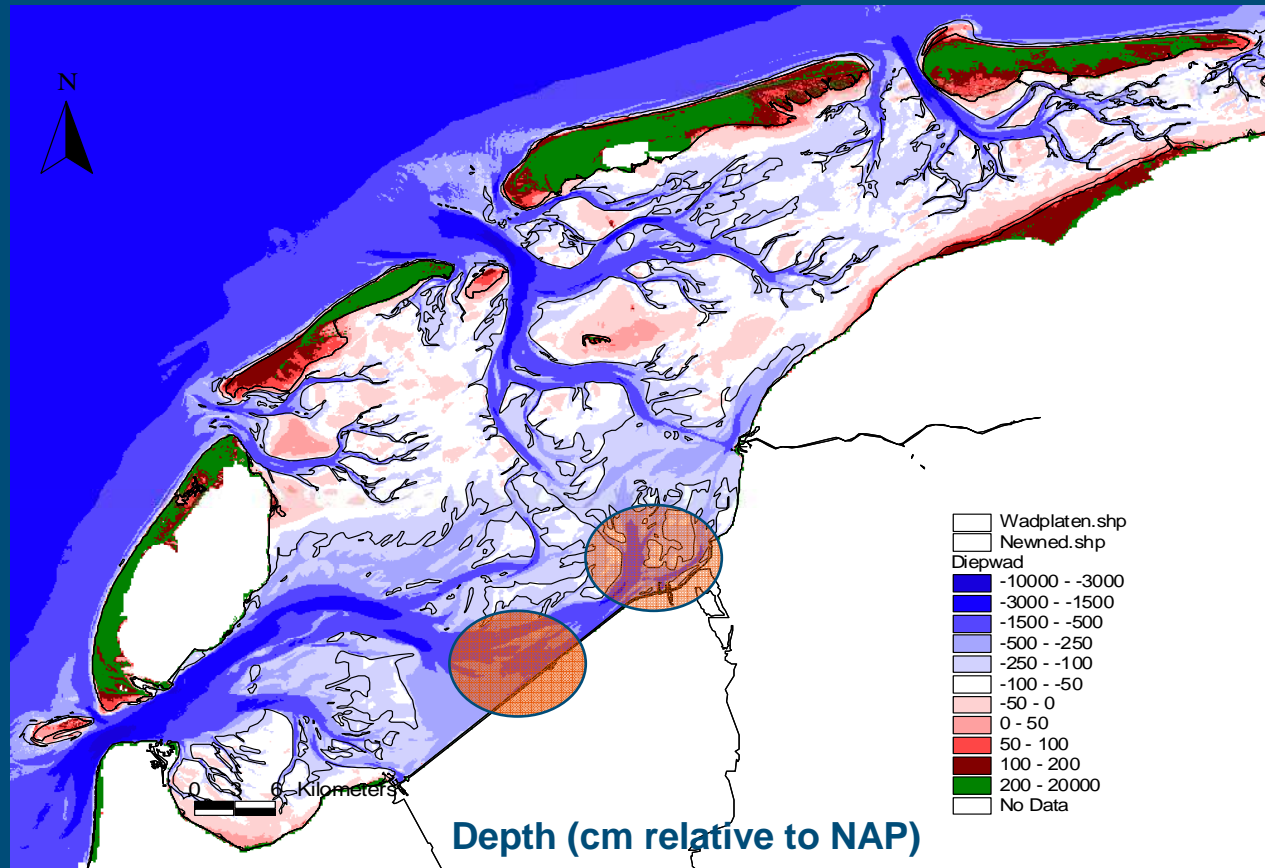 N
Wadplaten.shp
Newned.shp
Diepwad
-10000 - -3000
-3000 - -1500
-1500 - -500
-500 - -250
-250 - -100
-100 - -50
-50 - 0
0 - 50
50 - 100
100 - 200
200 - 20000
No Data
0 3 6 Kilometers
Depth (cm relative to NAP)